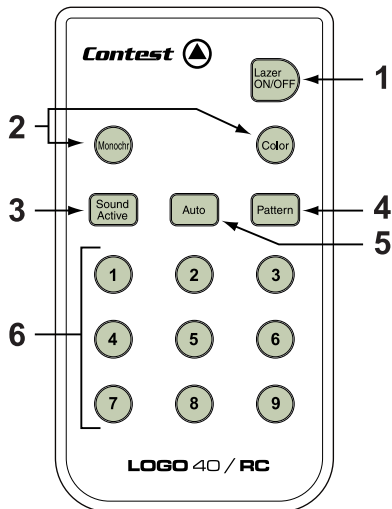 Contest
Lazer
ON/OFF
1
2
Monochr.
Color
3
Sound
Active
Auto
Pattern
4
5
6
1 2 3
4 5 6
7 8 9
LOGO 40 / RC